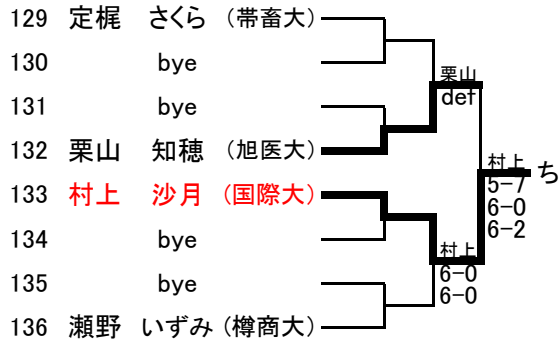 129 定梶 さくら (帯畜大)
130 bye
栗山
def
131 bye
132 栗山 知穂 (旭医大)
村上
5-7
6-0
6-2
ち
133 村上 沙月 (国際大)
134 bye
村上
6-0
6-0
135 bye
136 瀬野 いずみ (樽商大)